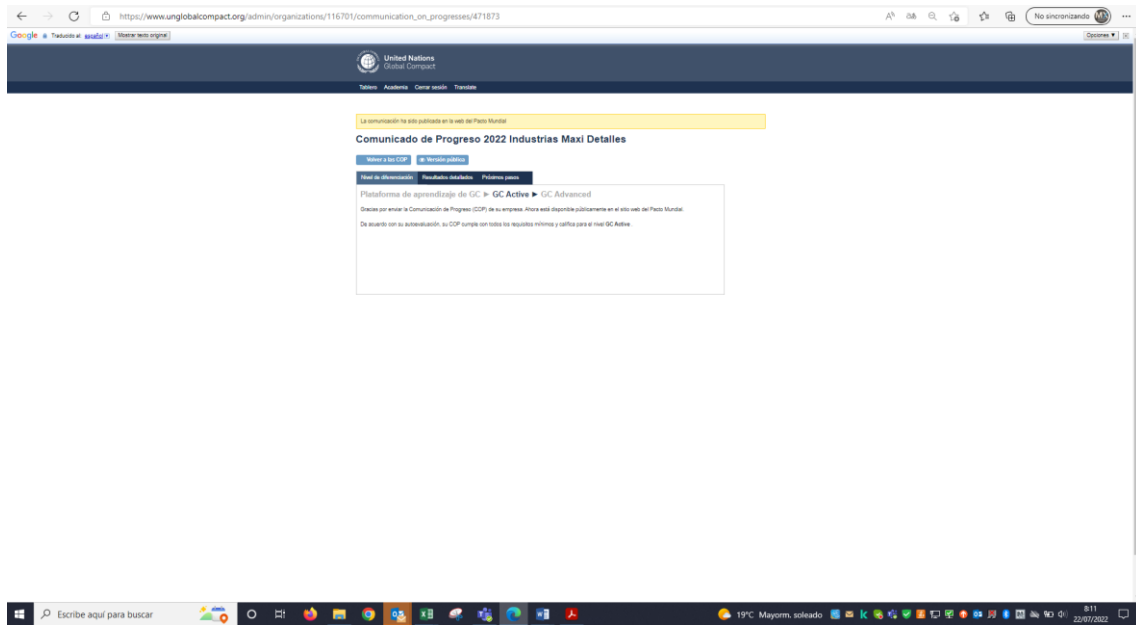 https://www.unglobalcompact.org/admin/organizations/116701/communication_on_progresses/471873
No sincronizando
Google Traducido al: español Mostrar texto original Opciones ▼
United Nations
Global Compact
Tablero Academia Cerrar sesión Translate
La comunicación ha sido publicada en la web del Pacto Mundial
Comunicado de Progreso 2022 Industrias Maxi Detalles
Volver a las COP Versión pública
Nivel de diferenciación Resultados detallados Próximos pasos
Plataforma de aprendizaje de GC ► GC Active ► GC Advanced
Gracias por enviar la Comunicación de Progreso (COP) de su empresa. Ahora está disponible públicamente en el sitio web del Pacto Mundial.
De acuerdo con su autoevaluación, su COP cumple con todos los requisitos mínimos y califica para el nivel GC Active.
Escribe aquí para buscar
19°C Mayorm. soleado
8:11
22/07/2022